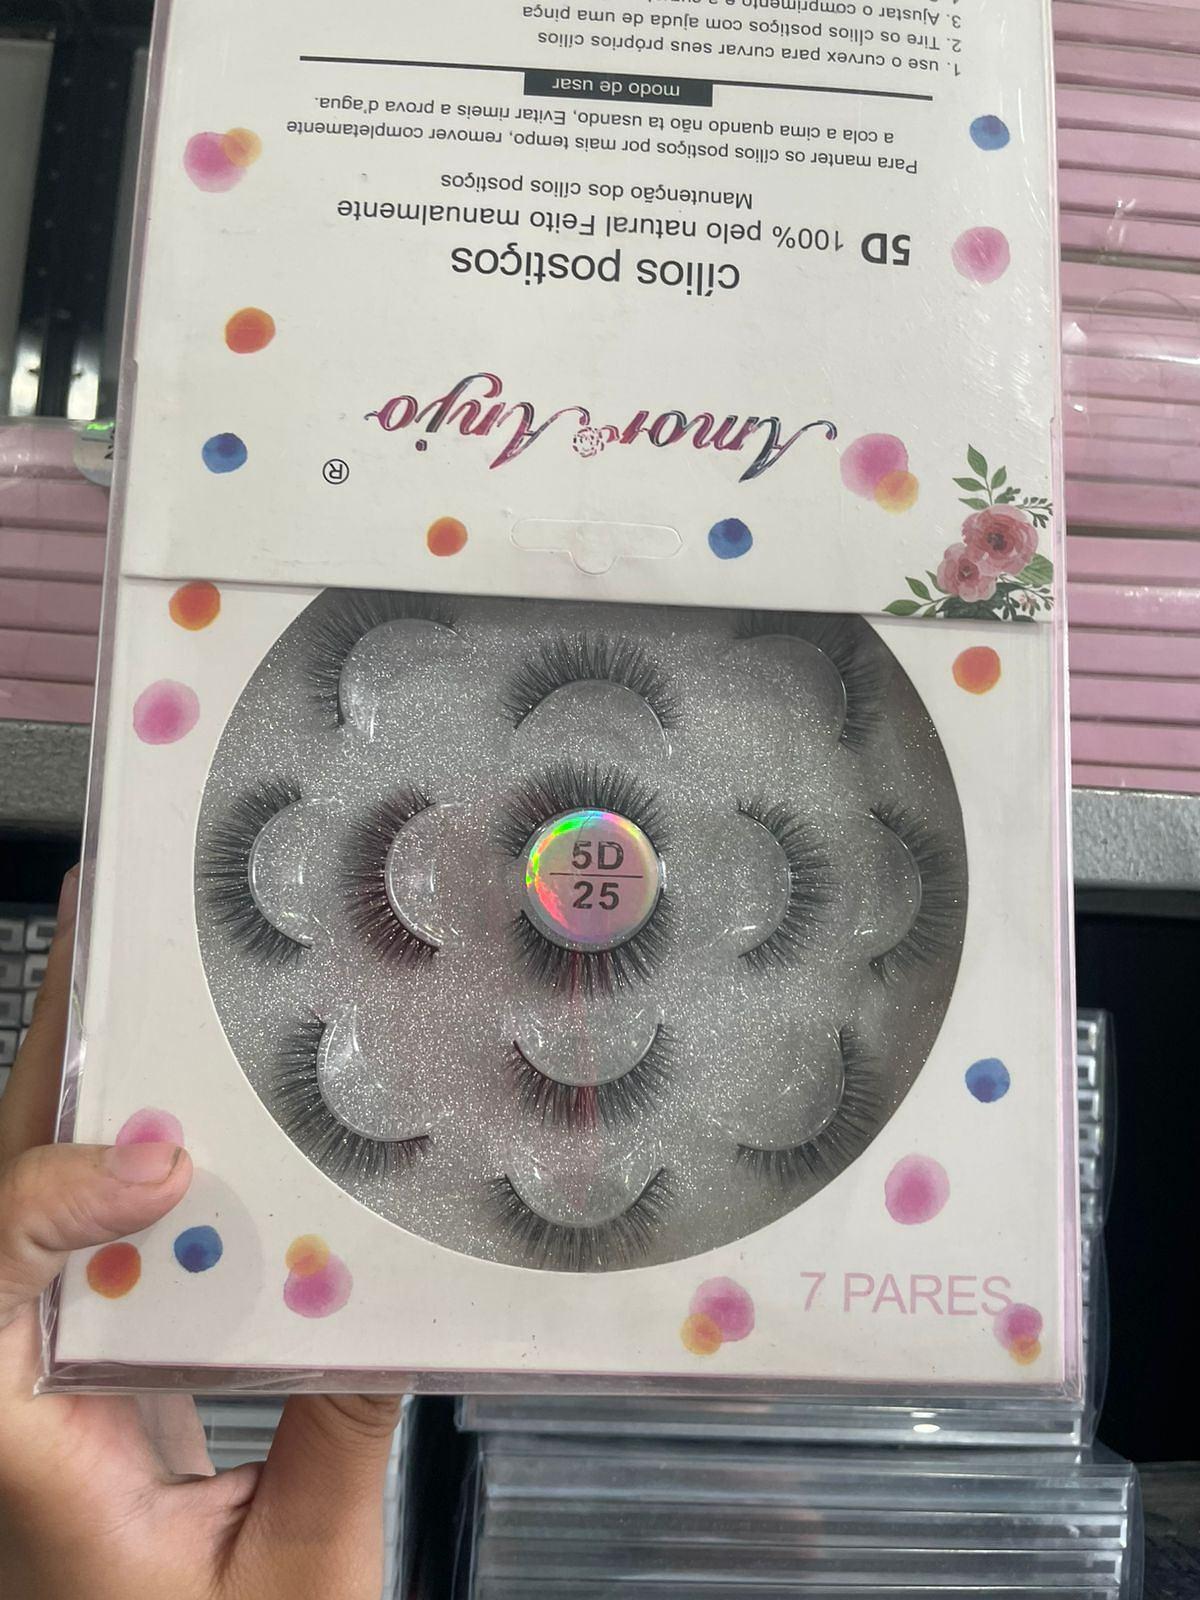 Amor Anjo
®
cílios postiços
5D 100% pelo natural Feito manualmente
Manutenção dos cílios postiços
Para manter os cílios postiços por mais tempo, remover completamente
a cola a cima quando não ta usando, Evitar rimeis a prova d'agua.
modo de usar
1. use o curvex para curvar seus próprios cílios
2. Tire os cílios postiços com ajuda de uma pinça
3. Ajustar o comprimento e a
5D
25
7 PARES